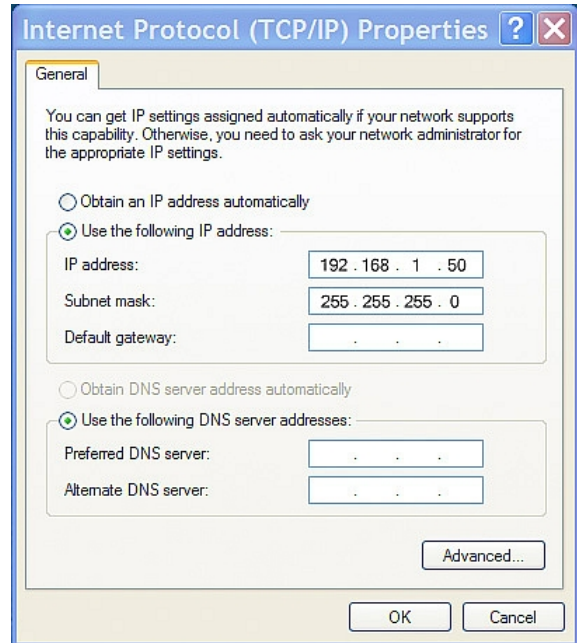 Internet Protocol (TCP/IP) Properties ?
General
You can get IP settings assigned automatically if your network supports
this capability. Otherwise, you need to ask your network administrator for
the appropriate IP settings.
Obtain an IP address automatically
Use the following IP address:
IP address: 192 . 168 . 1 . 50
Subnet mask: 255 . 255 . 255 . 0
Default gateway: . . .
Obtain DNS server address automatically
Use the following DNS server addresses:
Preferred DNS server: . . .
Alternate DNS server: . . .
Advanced...
OK Cancel